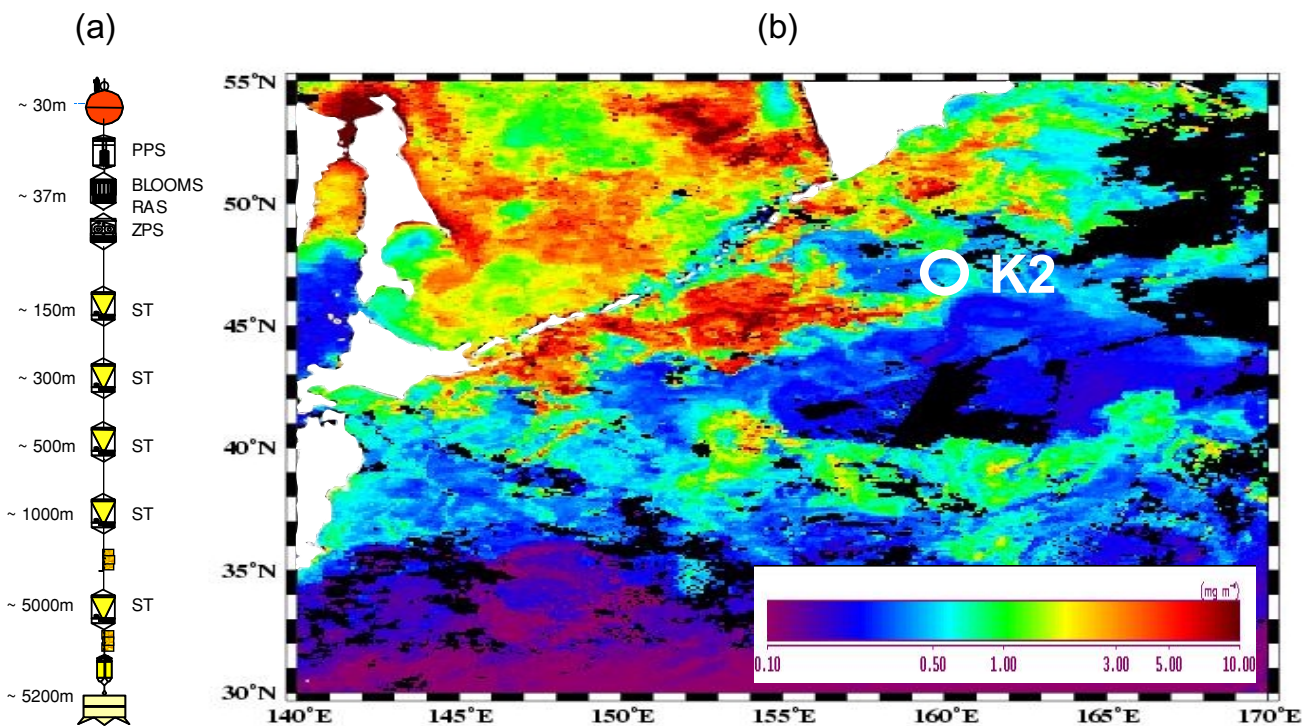 (a)
~ 30m
PPS
~ 37m
BLOOMS
RAS
ZPS
~ 150m
ST
~ 300m
ST
~ 500m
ST
~ 1000m
ST
~ 5000m
ST
~ 5200m
(b)
55°N
50°N
45°N
40°N
35°N
30°N
K2
(mg m⁻³)
0.10 0.50 1.00 3.00 5.00 10.00
140°E 145°E 150°E 155°E 160°E 165°E 170°E